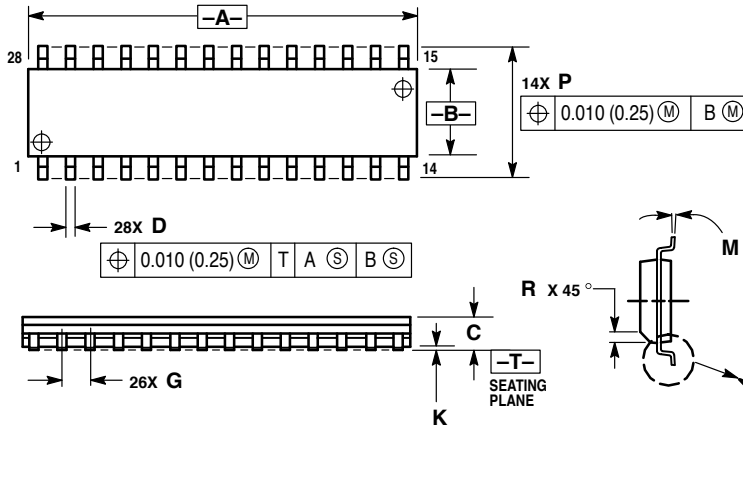 –A–
28
15
14X P
0.010 (0.25) Ⓜ B Ⓜ
–B–
1
14
28X D
0.010 (0.25) Ⓜ T A Ⓢ B Ⓢ
M
R X 45°
C
–T–
SEATING
PLANE
26X G
K